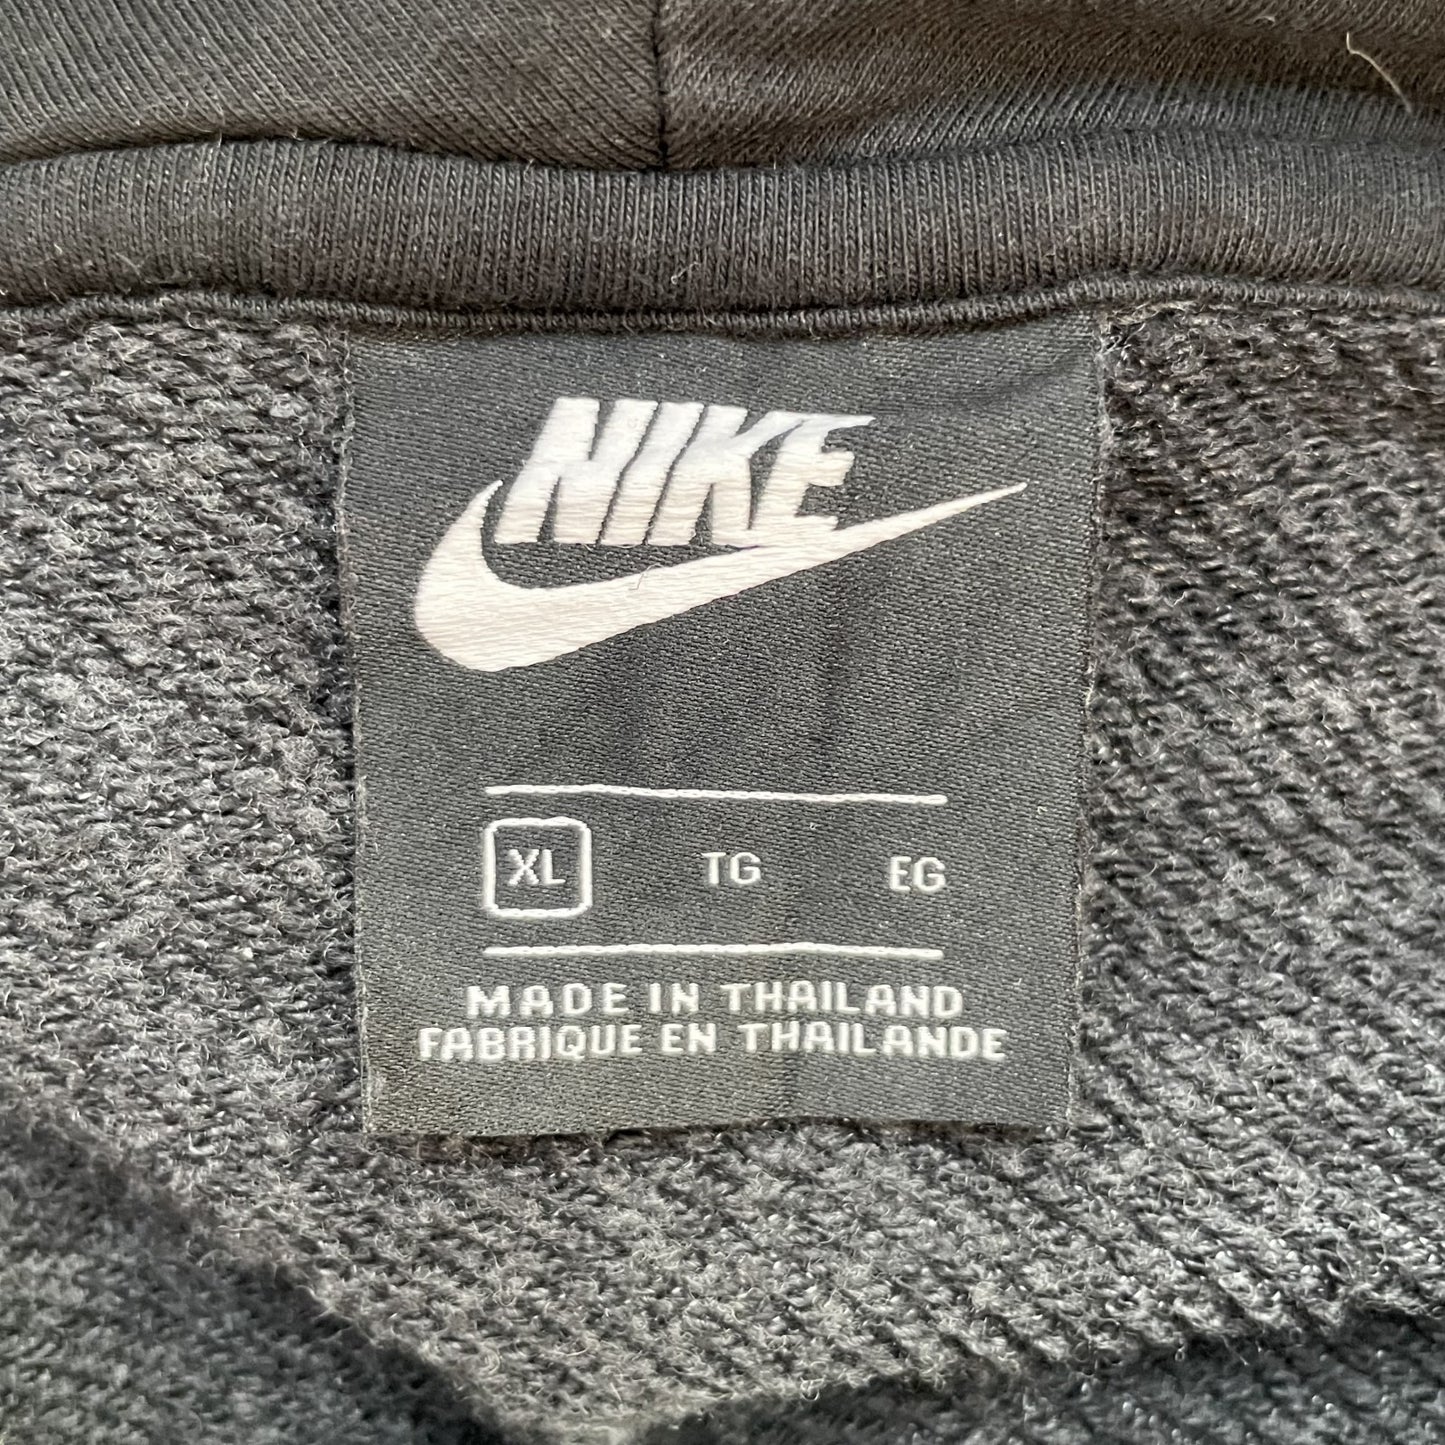 NIKE
XL TG EG
MADE IN THAILAND
FABRIQUE EN THAILANDE